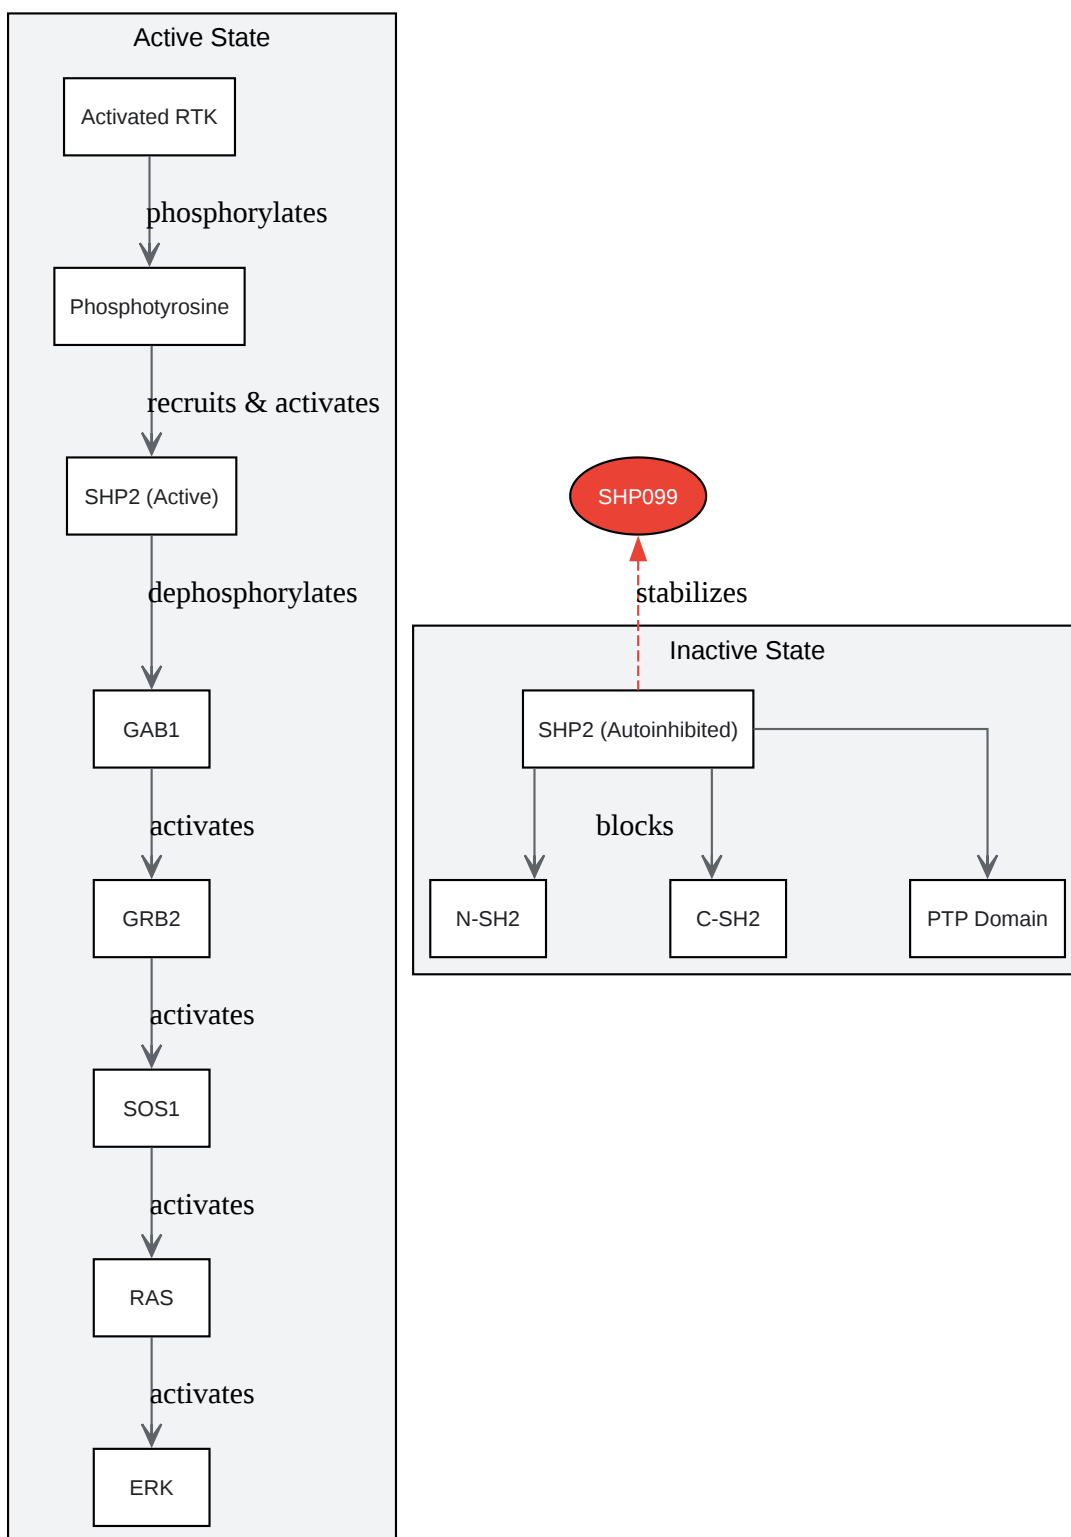 Active State
Activated RTK
phosphorylates
Phosphotyrosine
recruits & activates
SHP2 (Active)
dephosphorylates
GAB1
activates
GRB2
activates
SOS1
activates
RAS
activates
ERK
SHP099
stabilizes
Inactive State
SHP2 (Autoinhibited)
blocks
N-SH2
C-SH2
PTP Domain